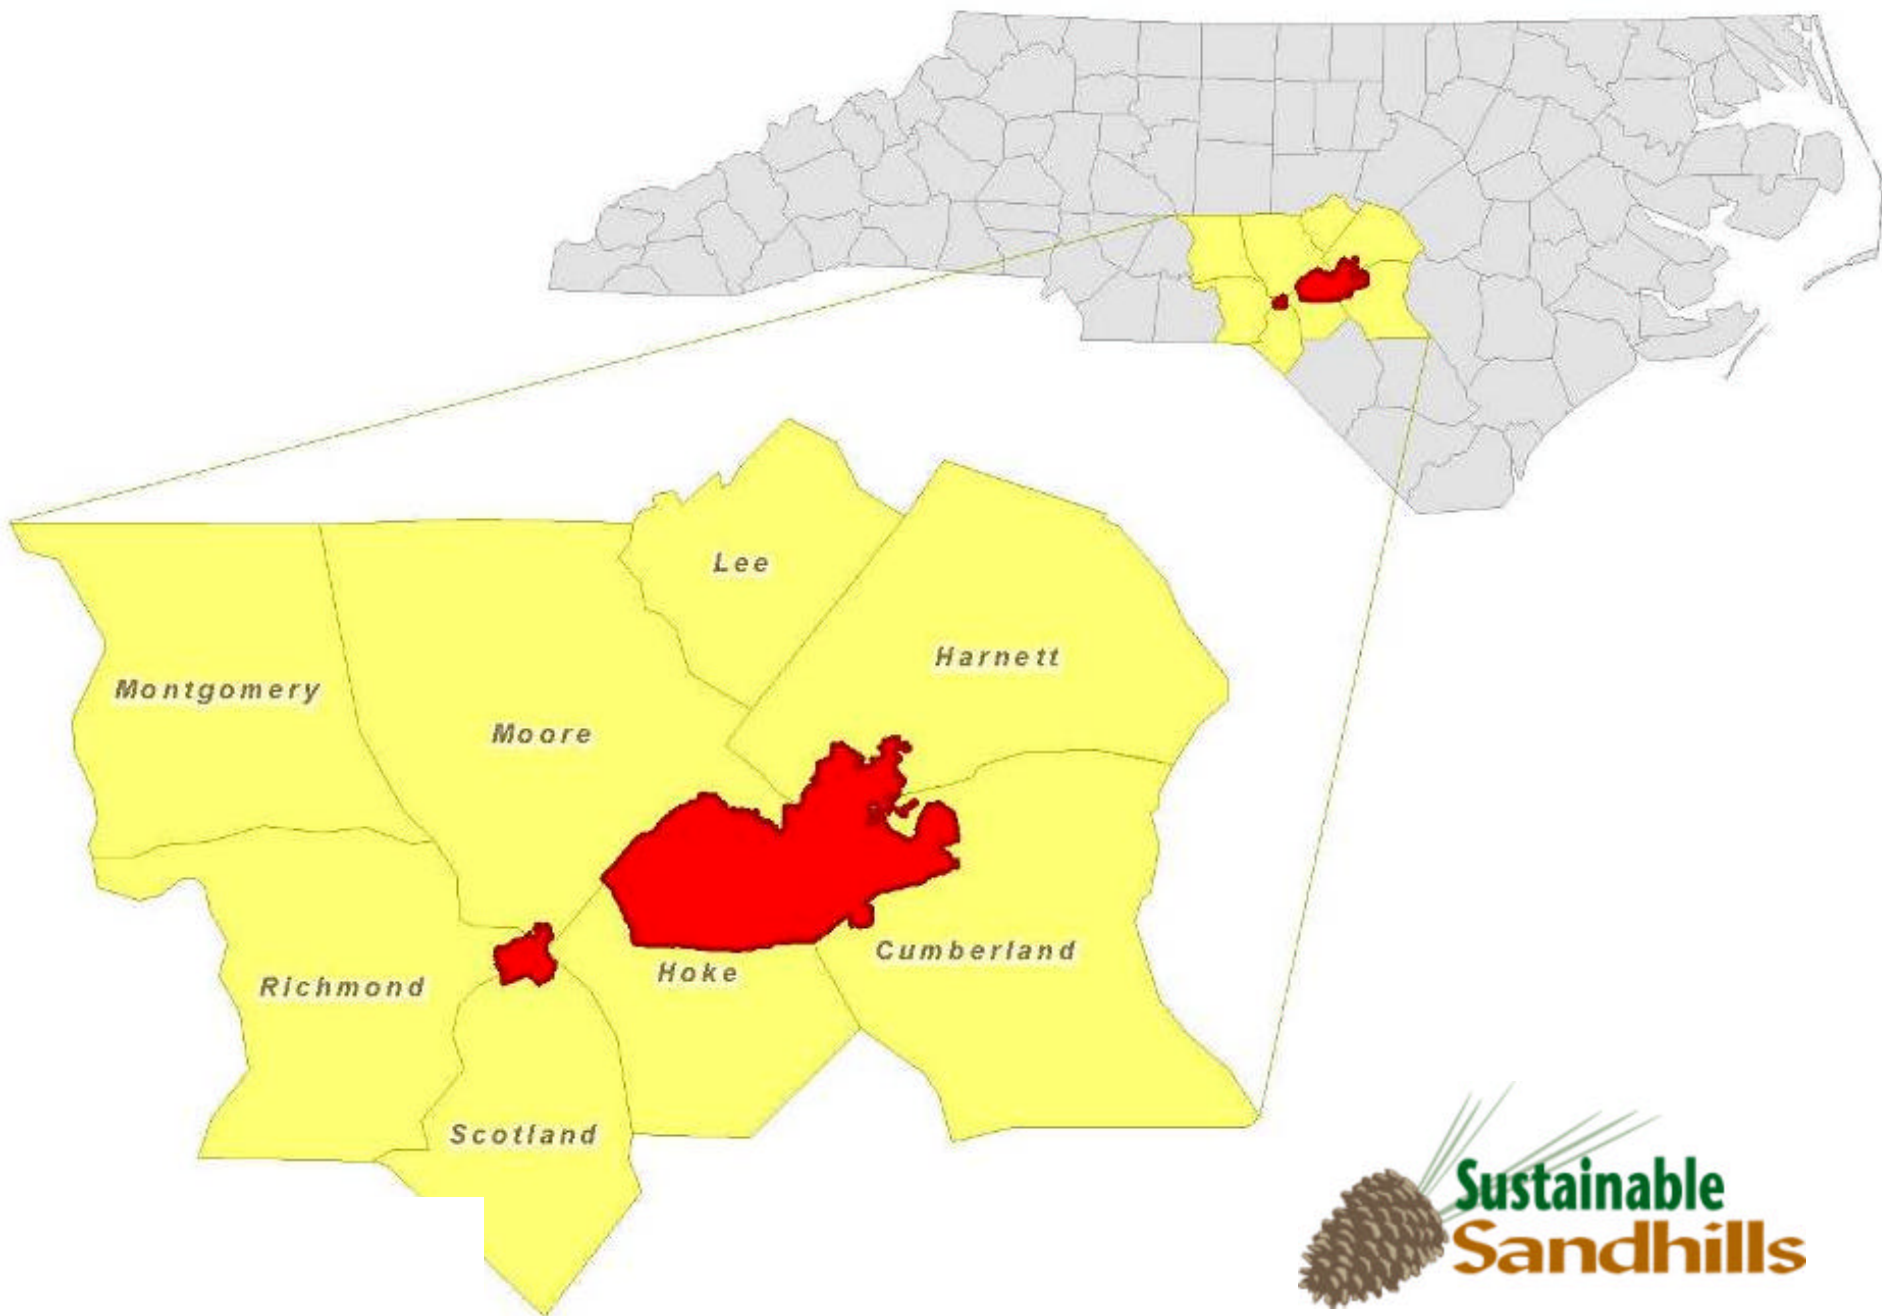 Lee
Harnett
Montgomery
Moore
Cumberland
Hoke
Richmond
Scotland
Sustainable
Sandhills